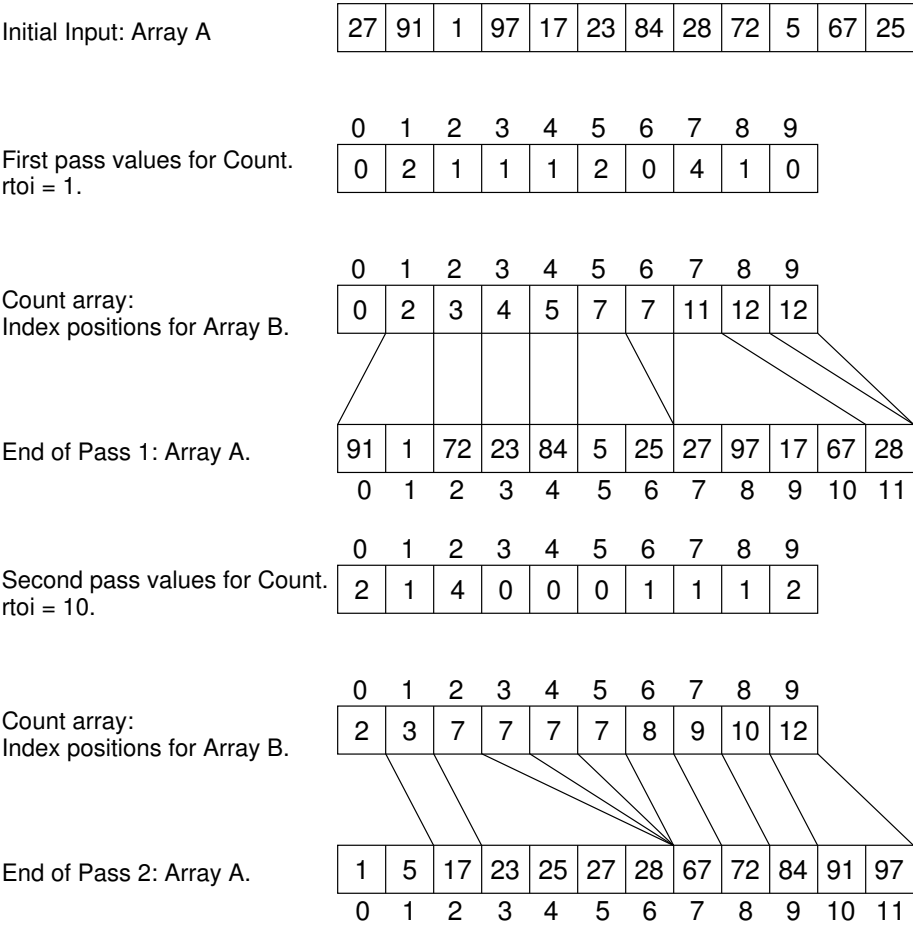 Initial Input: Array A 27 91 1 97 17 23 84 28 72 5 67 25
0 1 2 3 4 5 6 7 8 9
First pass values for Count.
rtoi = 1.
0 2 1 1 1 2 0 4 1 0
0 1 2 3 4 5 6 7 8 9
Count array:
Index positions for Array B.
0 2 3 4 5 7 7 11 12 12
End of Pass 1: Array A. 91 1 72 23 84 5 25 27 97 17 67 28
0 1 2 3 4 5 6 7 8 9 10 11
0 1 2 3 4 5 6 7 8 9
Second pass values for Count.
rtoi = 10.
2 1 4 0 0 0 1 1 1 2
0 1 2 3 4 5 6 7 8 9
Count array:
Index positions for Array B.
2 3 7 7 7 7 8 9 10 12
End of Pass 2: Array A. 1 5 17 23 25 27 28 67 72 84 91 97
0 1 2 3 4 5 6 7 8 9 10 11